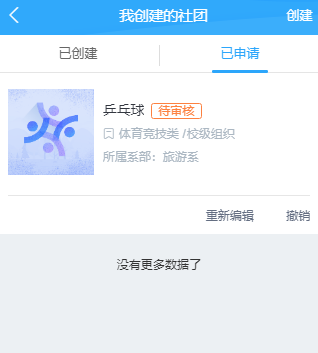 我创建的社团 创建
已创建 已申请
乒乓球 待审核
体育竞技类 /校级组织
所属系部：旅游系
重新编辑 撤销
没有更多数据了